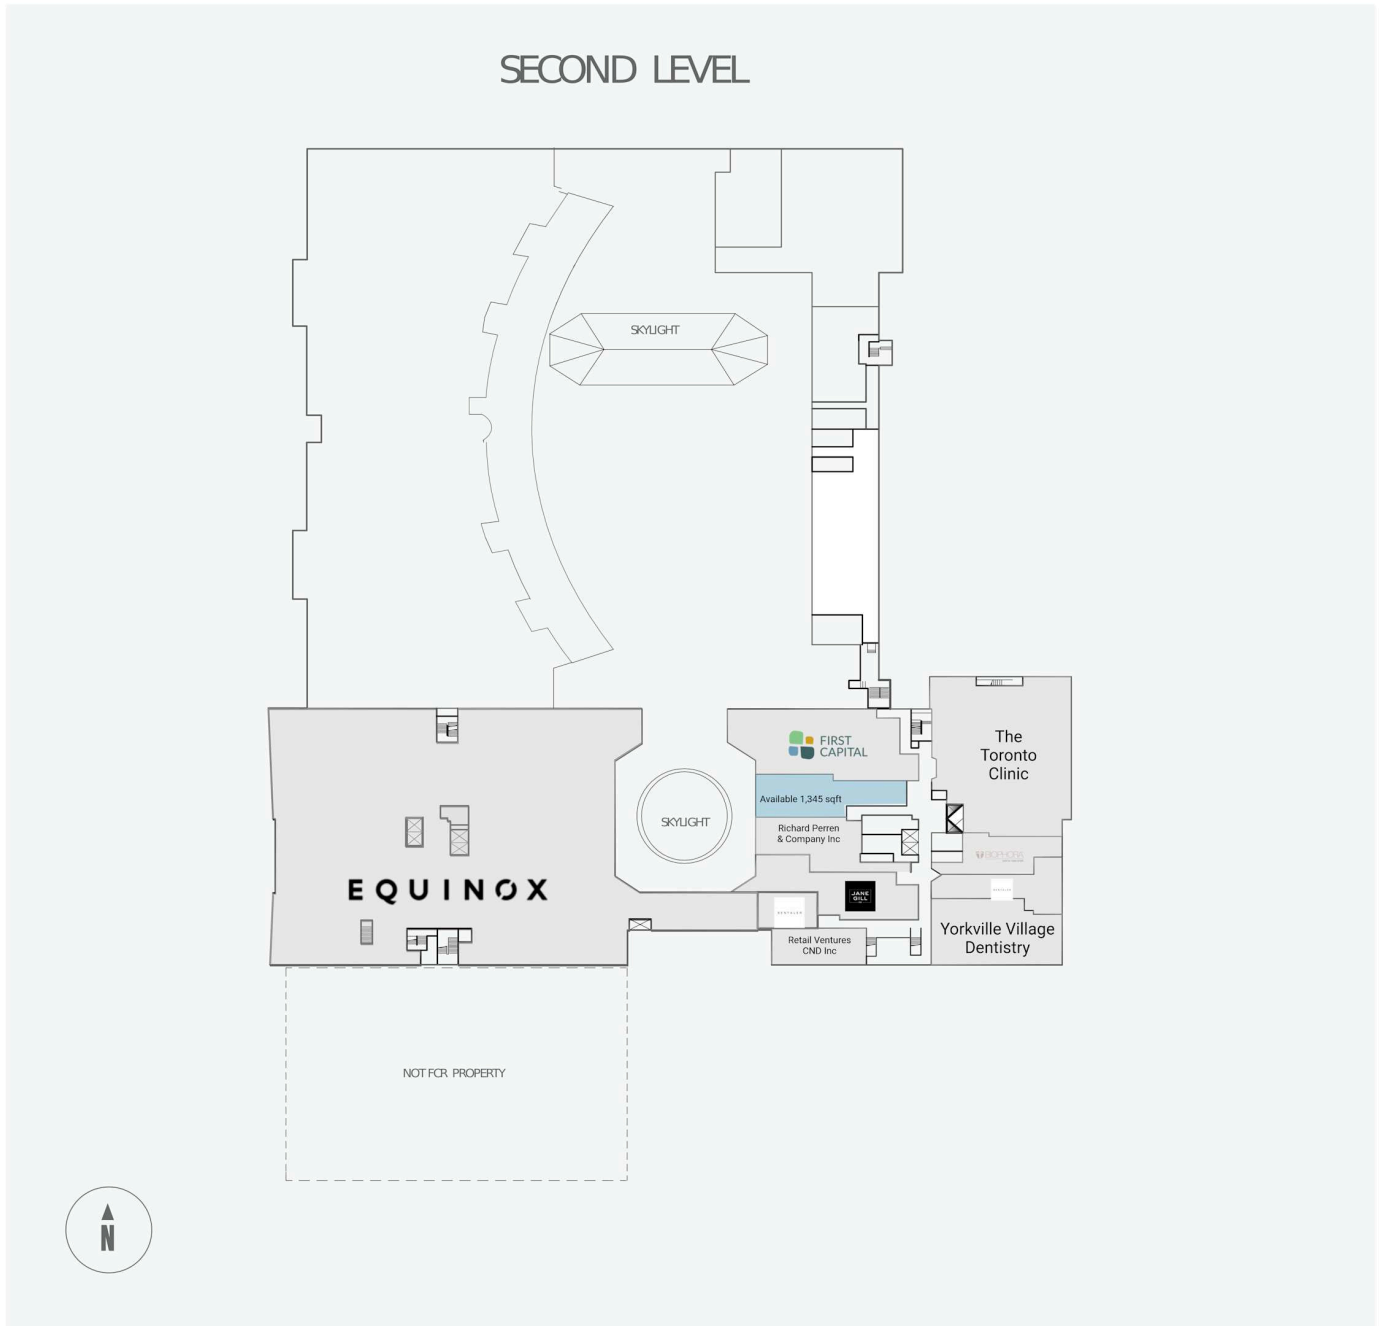 SECOND LEVEL
SKYLIGHT
FIRST
CAPITAL
The
Toronto
Clinic
Available 1,345 sqft
SKYLIGHT
Richard Perren
& Company Inc
EQUINOX
JANE
GILL
Yorkville Village
Dentistry
Retail Ventures
CND Inc
NOT FCR PROPERTY
N